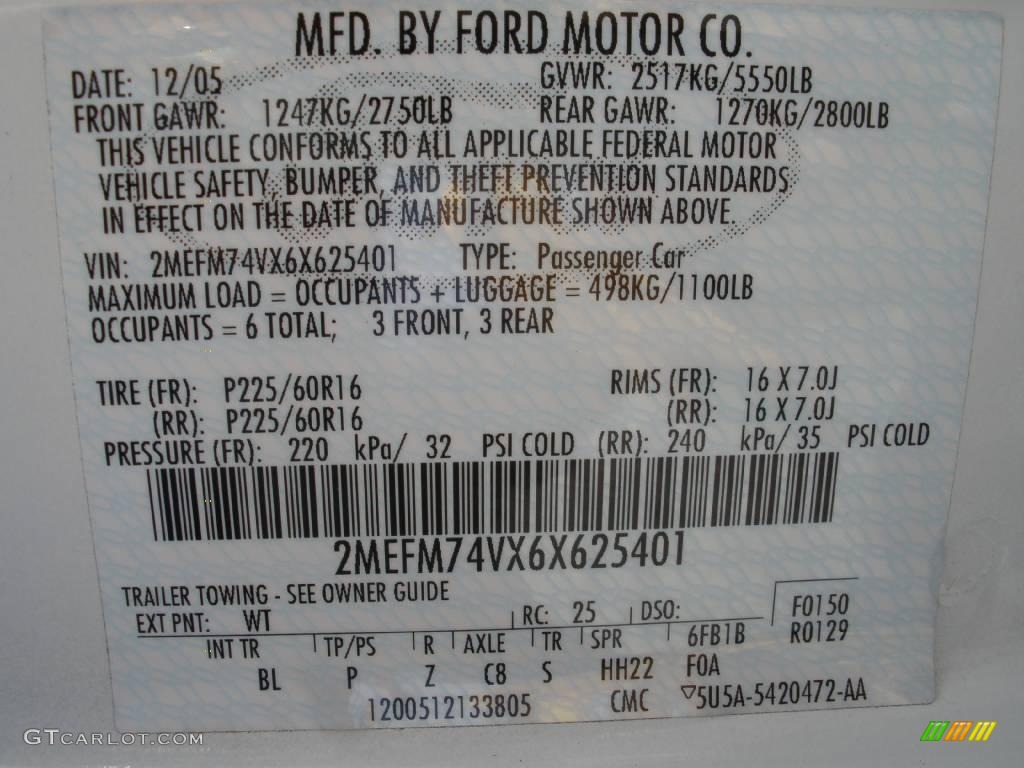 MFD. BY FORD MOTOR CO.
DATE: 12/05 GVWR: 2517KG/5550LB
FRONT GAWR: 1247KG/2750LB REAR GAWR: 1270KG/2800LB
THIS VEHICLE CONFORMS TO ALL APPLICABLE FEDERAL MOTOR
VEHICLE SAFETY, BUMPER, AND THEFT PREVENTION STANDARDS
IN EFFECT ON THE DATE OF MANUFACTURE SHOWN ABOVE.
VIN: 2MEFM74VX6X625401 TYPE: Passenger Car
MAXIMUM LOAD = OCCUPANTS + LUGGAGE = 498KG/1100LB
OCCUPANTS = 6 TOTAL; 3 FRONT, 3 REAR
TIRE (FR): P225/60R16 RIMS (FR): 16 X 7.0J
(RR): P225/60R16 (RR): 16 X 7.0J
PRESSURE (FR): 220 kPa/ 32 PSI COLD (RR): 240 kPa/ 35 PSI COLD
2MEFM74VX6X625401
TRAILER TOWING - SEE OWNER GUIDE
EXT PNT: WT RC: 25 DSO: F0150
INT TR TP/PS R AXLE TR SPR 6FB1B R0129
BL P Z C8 S HH22 F0A
1200512133805 CMC ▽5U5A-5420472-AA
GTCARLOT.COM